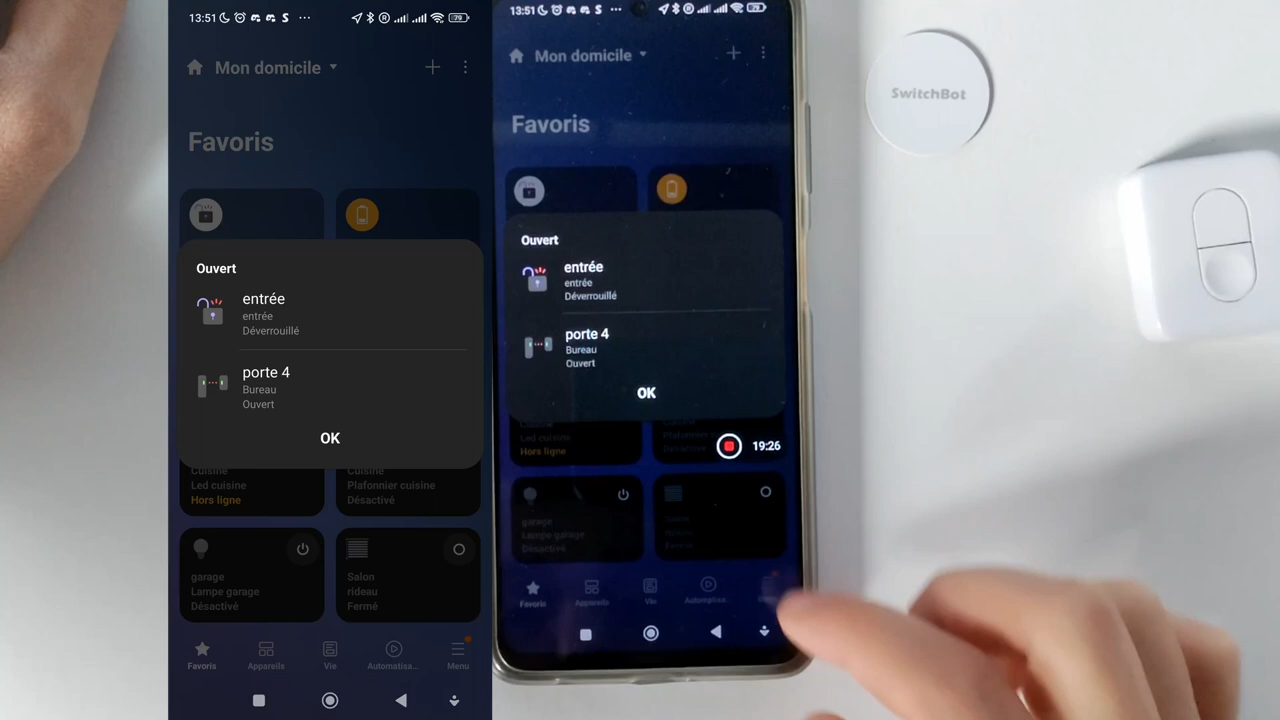 13:51
79
Mon domicile
Favoris
Ouvert
entrée
entrée
Déverrouillé
porte 4
Bureau
Ouvert
OK
Cuisine
Led cuisine
Hors ligne
Cuisine
Plafonnier cuisine
Désactivé
garage
Lampe garage
Désactivé
Salon
rideau
Fermé
Favoris
Appareils
Vie
Automatisa...
Menu
13:51
Mon domicile
Favoris
Ouvert
entrée
entrée
Déverrouillé
porte 4
Bureau
Ouvert
OK
19:26
Cuisine
Led cuisine
Hors ligne
Plafonnier
garage
Lampe garage
Désactivé
Favoris
Appareils
Vie
Automatisa...
SwitchBot